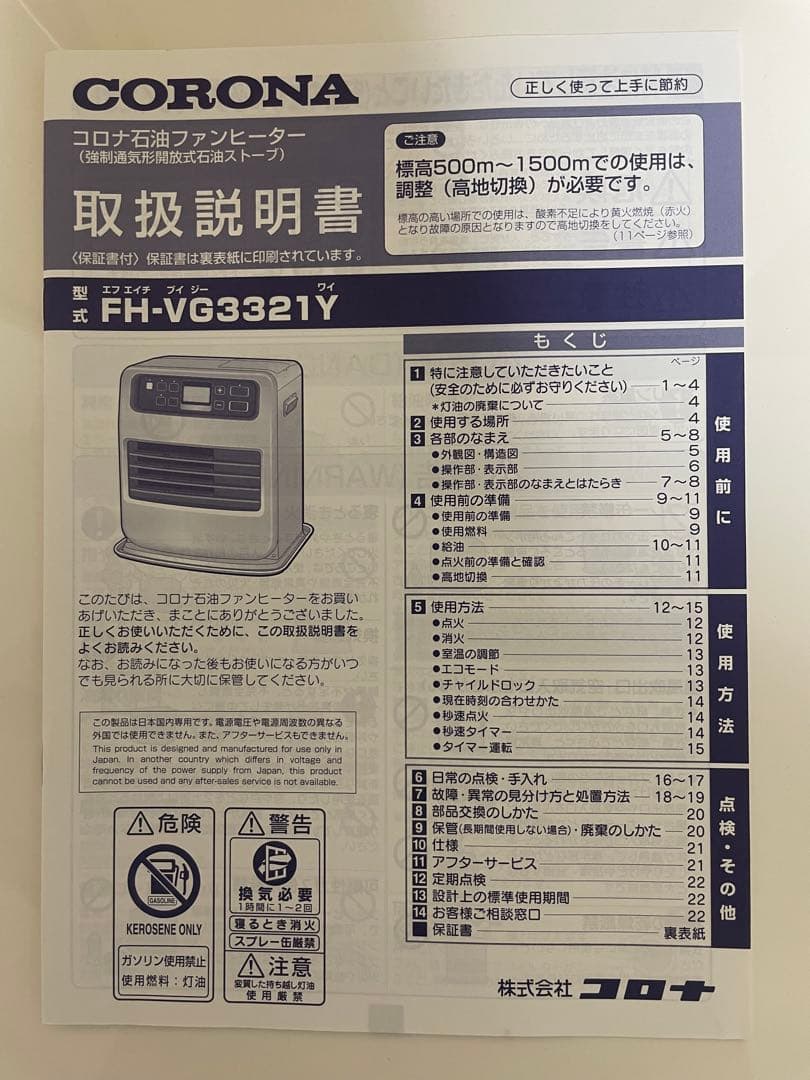 CORONA
正しく使って上手に節約
コロナ石油ファンヒーター
(強制通気形開放式石油ストーブ)
取扱説明書
〈保証書付〉保証書は裏表紙に印刷されています。
ご注意
標高500m〜1500mでの使用は、
調整（高地切換）が必要です。
標高の高い場所での使用は、酸素不足により黄火燃焼（赤火）
となり故障の原因となりますので高地切換をしてください。
(11ページ参照)
エフ エイチ ブイ ジー ワイ
型式 FH-VG3321Y
このたびは、コロナ石油ファンヒーターをお買い
あげいただき、まことにありがとうございました。
正しくお使いいただくために、この取扱説明書を
よくお読みください。
なお、お読みになった後もお使いになる方がいつ
でも見られる所に大切に保管してください。
この製品は日本国内専用です。電源電圧や電源周波数の異なる
外国では使用できません。また、アフターサービスもできません。
This product is designed and manufactured for use only in
Japan. In another country which differs in voltage and
frequency of the power supply from Japan, this product
cannot be used and any after-sales service is not available.
危険
GASOLINE
KEROSENE ONLY
ガソリン使用禁止
使用燃料：灯油
警告
換気必要
1時間に1〜2回
寝るとき消火
スプレー缶厳禁
注意
変質した持ち越し灯油
使用厳禁
もくじ
ページ
1 特に注意していただきたいこと
(安全のために必ずお守りください) 1〜4
*灯油の廃棄について 4
2 使用する場所 4
3 各部のなまえ 5〜8
●外観図・構造図 5
●操作部・表示部 6
●操作部・表示部のなまえとはたらき 7〜8
4 使用前の準備 9〜11
●使用前の準備 9
●使用燃料 9
●給油 10〜11
●点火前の準備と確認 11
●高地切換 11
使用前に
5 使用方法 12〜15
●点火 12
●消火 12
●室温の調節 13
●エコモード 13
●チャイルドロック 13
●現在時刻の合わせかた 14
●秒速点火 14
●秒速タイマー 14
●タイマー運転 15
使用方法
6 日常の点検・手入れ 16〜17
7 故障・異常の見分け方と処置方法 18〜19
8 部品交換のしかた 20
9 保管(長期間使用しない場合)・廃棄のしかた 20
10 仕様 21
11 アフターサービス 21
12 定期点検 22
13 設計上の標準使用期間 22
14 お客様ご相談窓口 22
■ 保証書 裏表紙
点検・その他
株式会社 コロナ